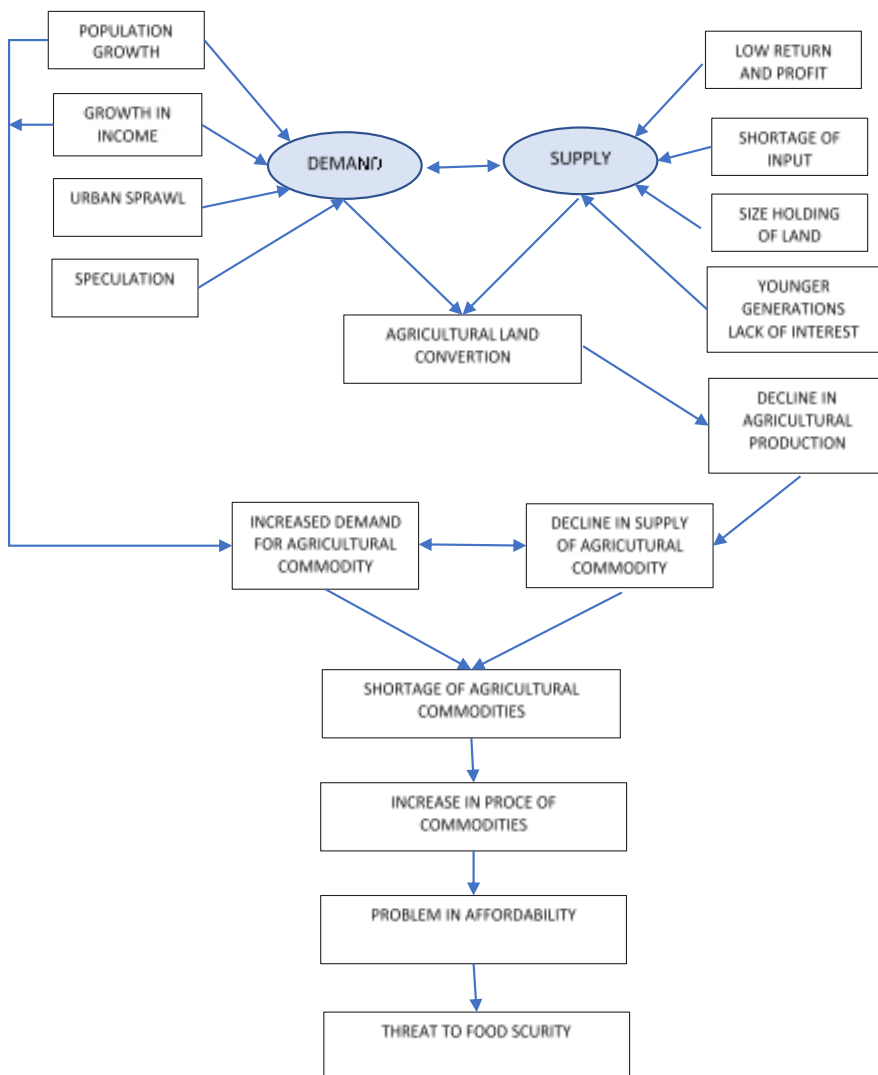 POPULATION
GROWTH
LOW RETURN
AND PROFIT
GROWTH IN
INCOME
SHORTAGE OF
INPUT
DEMAND
SUPPLY
URBAN SPRAWL
SIZE HOLDING
OF LAND
SPECULATION
YOUNGER
GENERATIONS
LACK OF INTEREST
AGRICULTURAL LAND
CONVERTION
DECLINE IN
AGRICULTURAL
PRODUCTION
INCREASED DEMAND
FOR AGRICULTURAL
COMMODITY
DECLINE IN SUPPLY
OF AGRICUTURAL
COMMODITY
SHORTAGE OF AGRICULTURAL
COMMODITIES
INCREASE IN PROCE OF
COMMODITIES
PROBLEM IN AFFORDABILITY
THREAT TO FOOD SCURITY